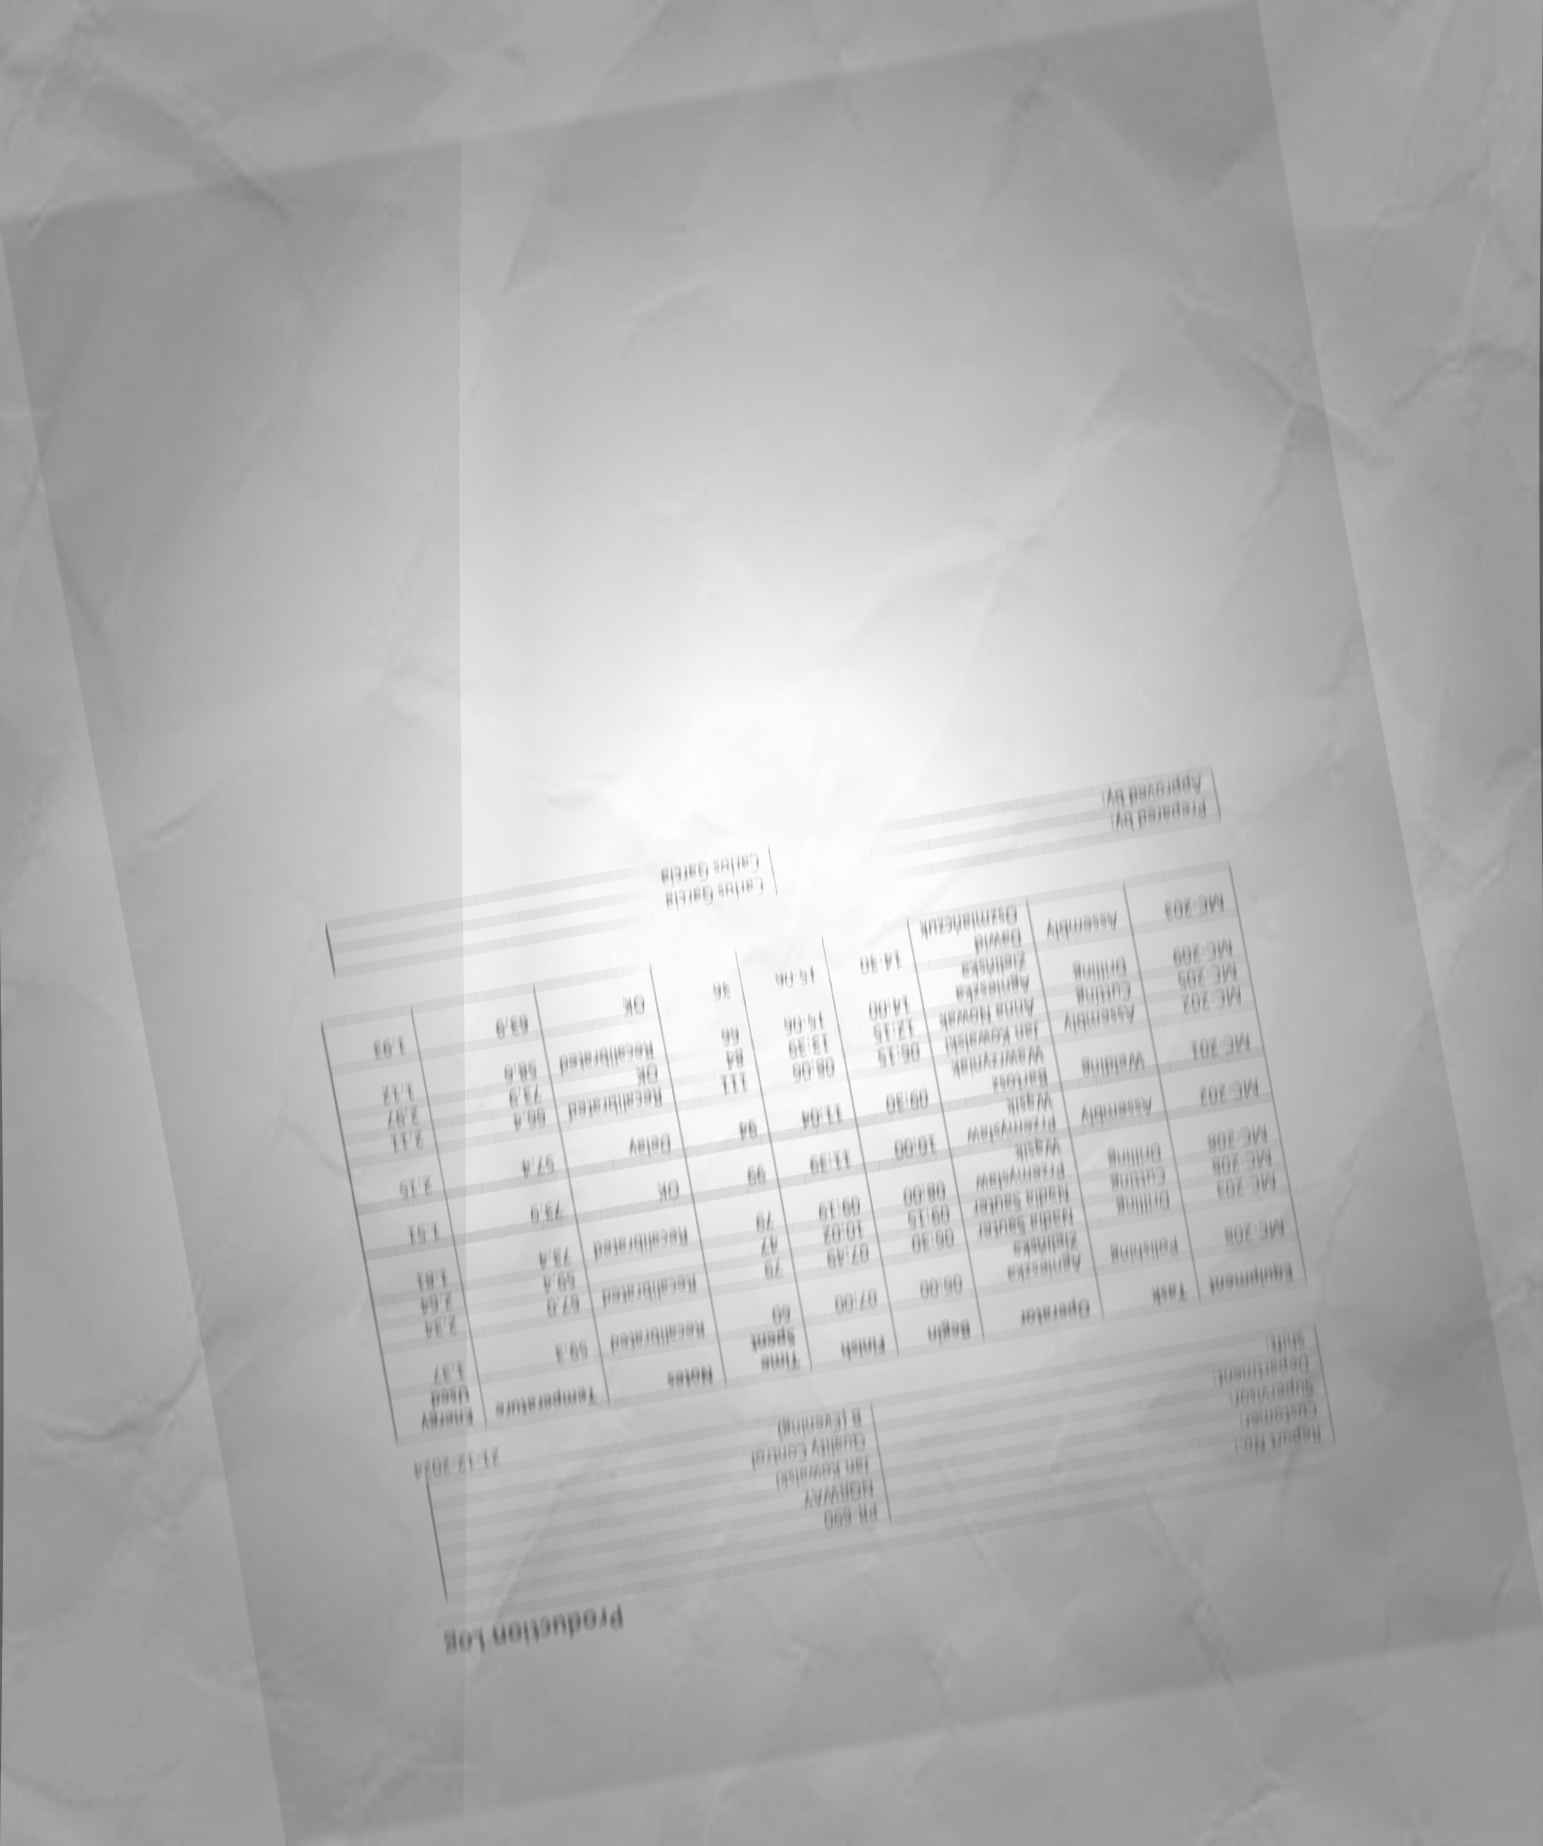 Production Log
Report No.: PR 690
Customer: NORWAY
Supervisor: Jan Kowalski
Department: Quality Control
Shift: B (Evening)
21-12-2024
Equipment Task Operator Begin Finish Time Spent Notes Temperature Energy Used
MC-208 Polishing Agnieszka Zielińska 06:00 07:00 60 Recalibrated 59.3 1.37
MC 203 Drilling Nadia Sauter 06:30 07:49 79 Recalibrated 67.0 2.34
MC 208 Cutting Nadia Sauter 09:15 10:02 47 59.4 2.64
MC-208 Drilling Przemysław Wąsik 08:00 09:19 79 Recalibrated 73.4 1.81
MC 202 Assembly Przemysław Wąsik 10:00 11:39 99 OK 73.0 1.51
MC 201 Welding Bartosz Wawrzyniak 09:30 11:04 94 Delay 57.4 2.15
MC-202 Assembly Jan Kowalski 06:15 08:06 111 Recalibrated 66.4 2.11
MC 205 Cutting Anna Nowak 12:15 13:39 84 OK 73.9 2.97
MC-209 Drilling Agnieszka Zielińska 14:00 15:06 66 Recalibrated 58.6 1.12
MC-203 Assembly Dawid Oszmiańczuk 14:30 15:06 36 OK 63.9 1.93
Prepared by: Carlos Garcia
Approved by: Carlos Garcia